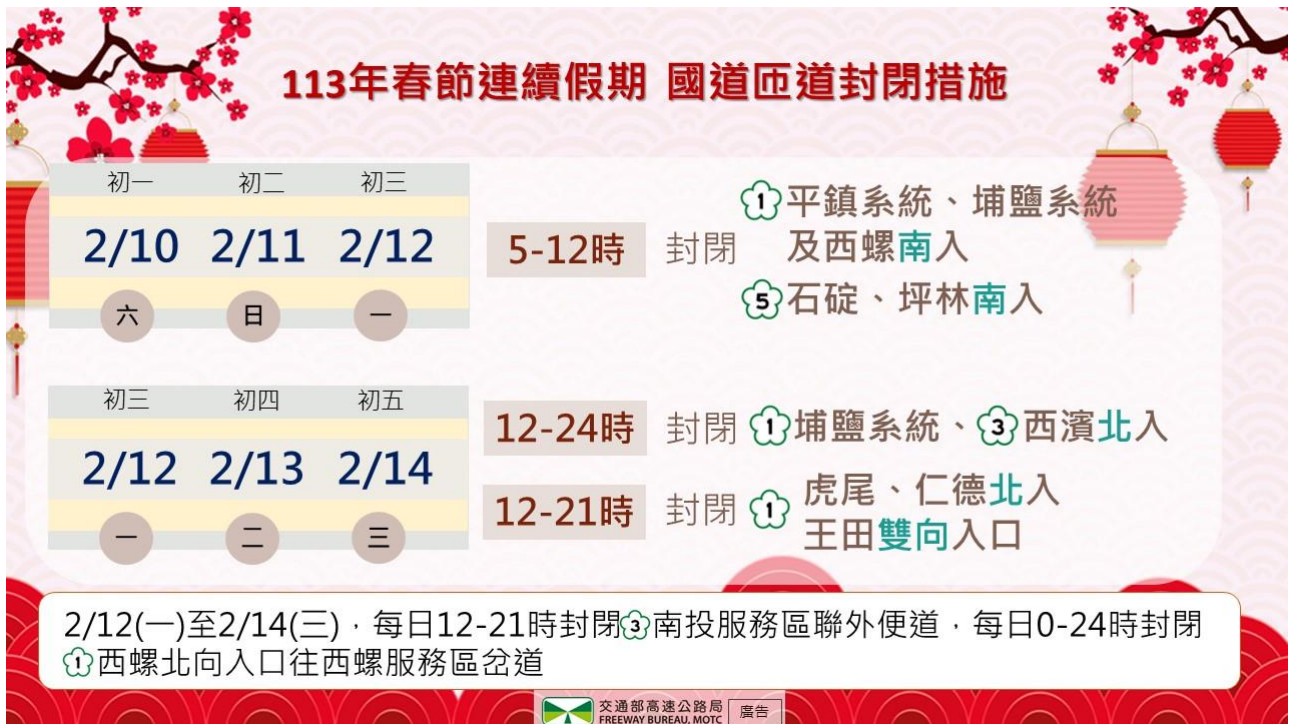 113年春節連續假期 國道匝道封閉措施
初一 初二 初三
2/10 2/11 2/12
六 日 一
5-12時 封閉
1平鎮系統、埔鹽系統
及西螺南入
5石碇、坪林南入
初三 初四 初五
2/12 2/13 2/14
一 二 三
12-24時 封閉 1埔鹽系統、3西濱北入
12-21時 封閉 1 虎尾、仁德北入
王田雙向入口
2/12(一)至2/14(三),每日12-21時封閉3南投服務區聯外便道,每日0-24時封閉
1西螺北向入口往西螺服務區岔道
交通部高速公路局 廣告
FREEWAY BUREAU, MOTC